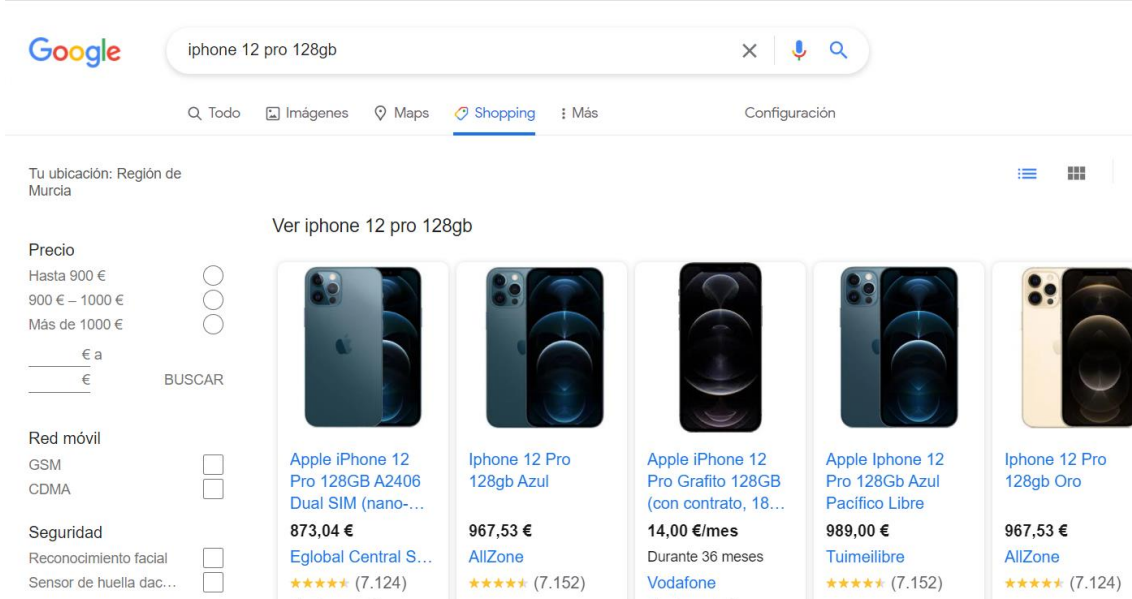 Google
iphone 12 pro 128gb
Todo Imágenes Maps Shopping Más Configuración
Tu ubicación: Región de
Murcia
Ver iphone 12 pro 128gb
Precio
Hasta 900 €
900 € – 1000 €
Más de 1000 €
€ a
€ BUSCAR
Red móvil
GSM
CDMA
Seguridad
Reconocimiento facial
Sensor de huella dac...
Apple iPhone 12
Pro 128GB A2406
Dual SIM (nano-...
873,04 €
Eglobal Central S...
(7.124)
Iphone 12 Pro
128gb Azul
967,53 €
AllZone
(7.152)
Apple iPhone 12
Pro Grafito 128GB
(con contrato, 18...
14,00 €/mes
Durante 36 meses
Vodafone
Apple Iphone 12
Pro 128Gb Azul
Pacífico Libre
989,00 €
Tuimeilibre
(7.152)
Iphone 12 Pro
128gb Oro
967,53 €
AllZone
(7.124)